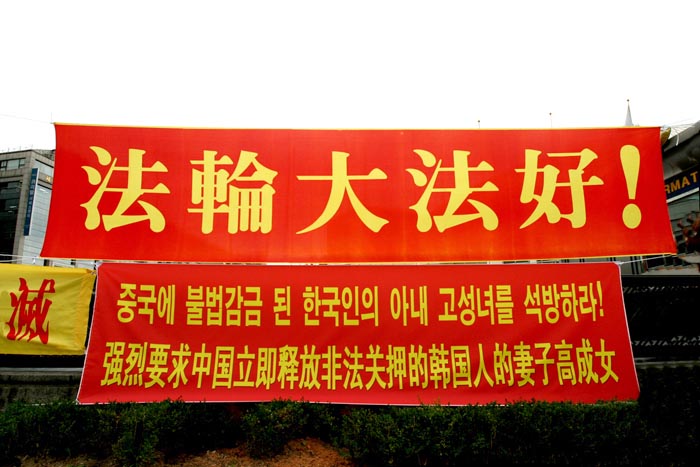 法輪大法好!
滅
중국에 불법감금 된 한국인의 아내 고성녀를 석방하라!
强烈要求中国立即释放非法关押的韩国人的妻子高成女
RMAT